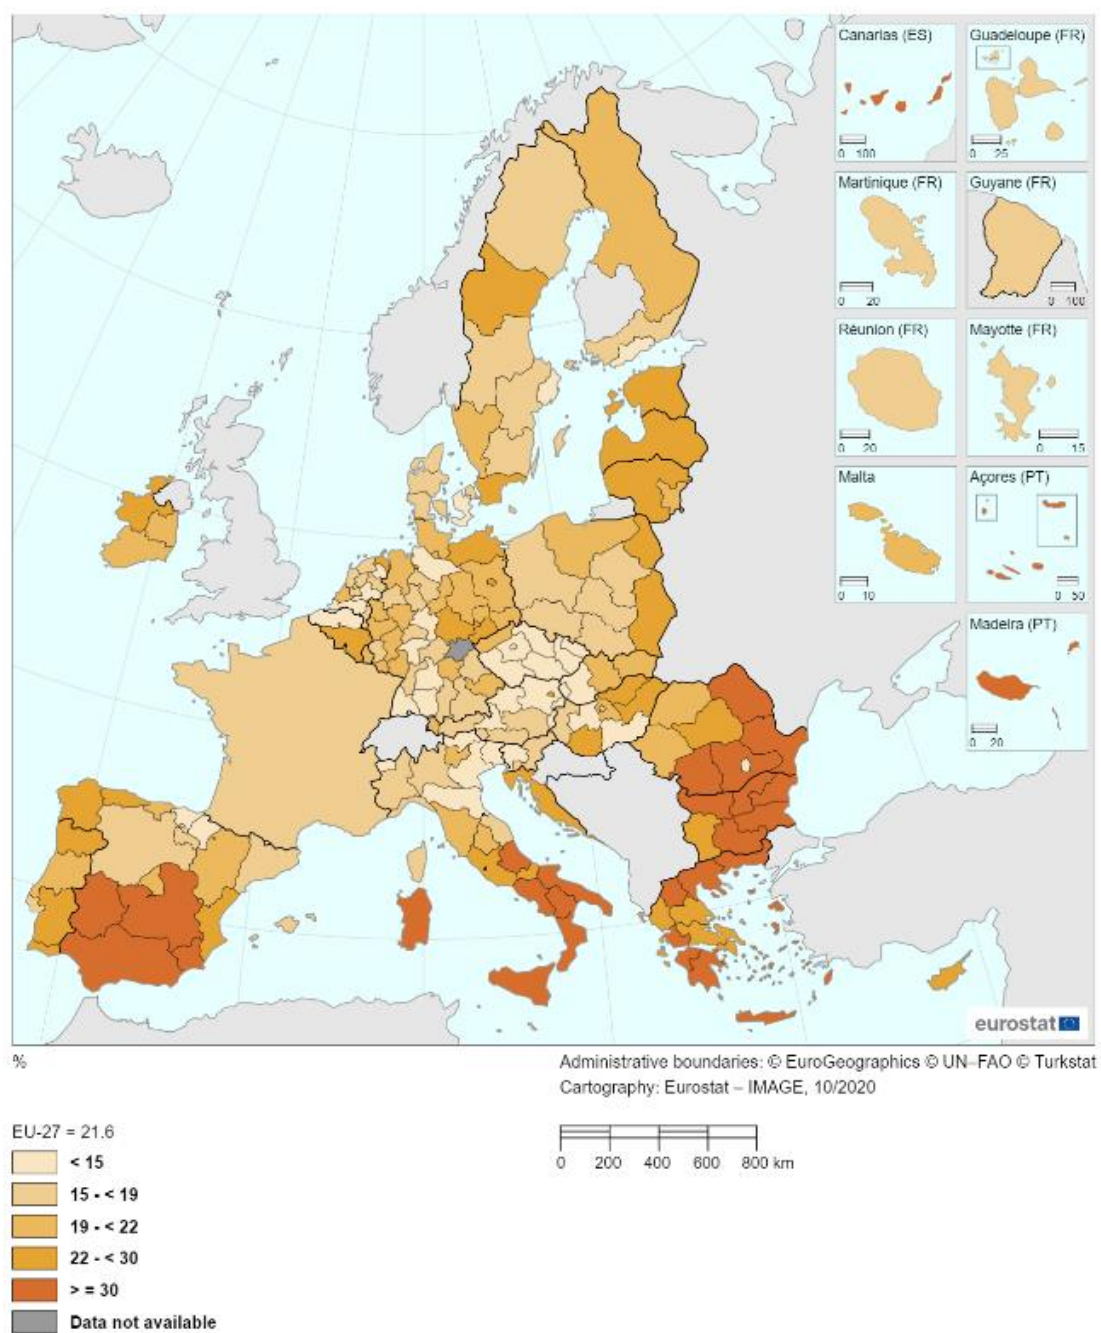 Canarias (ES)
0 100
Guadeloupe (FR)
0 25
Martinique (FR)
0 20
Guyane (FR)
0 100
Réunion (FR)
0 20
Mayotte (FR)
0 15
Malta
0 10
Açores (PT)
0 50
Madeira (PT)
0 20
eurostat
%
Administrative boundaries: © EuroGeographics © UN–FAO © Turkstat
Cartography: Eurostat – IMAGE, 10/2020
EU-27 = 21.6
< 15
15 - < 19
19 - < 22
22 - < 30
> = 30
Data not available
0 200 400 600 800 km